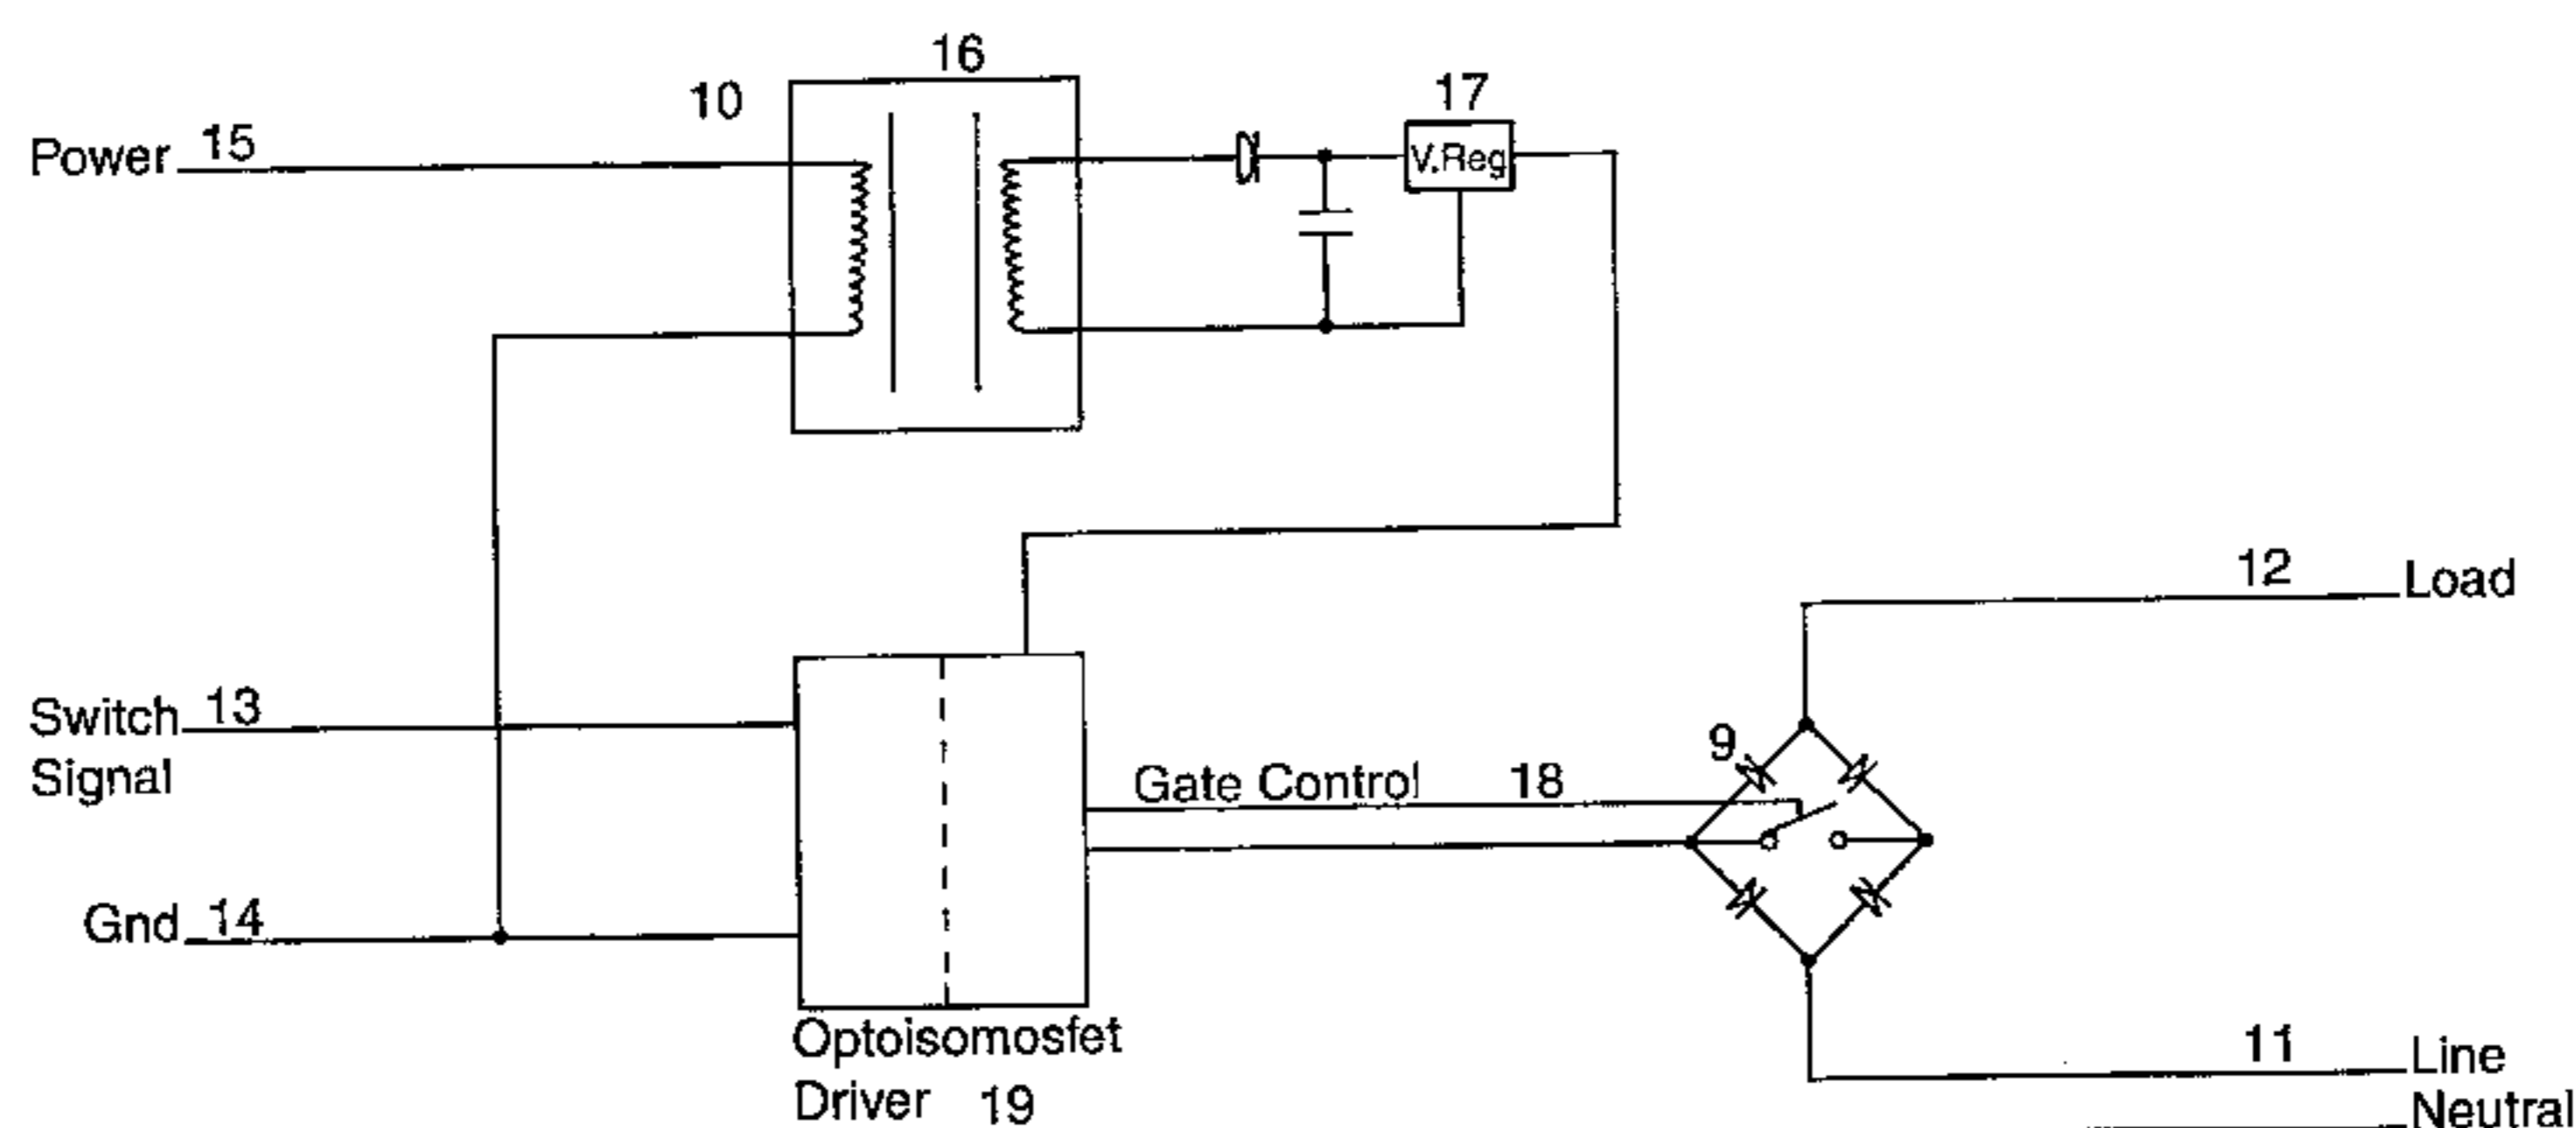 16
10
17
Power 15
V.Reg
12 Load
Switch 13
Signal
9
Gate Control 18
Gnd 14
Optoisomosfet
Driver 19
11 Line
Neutral